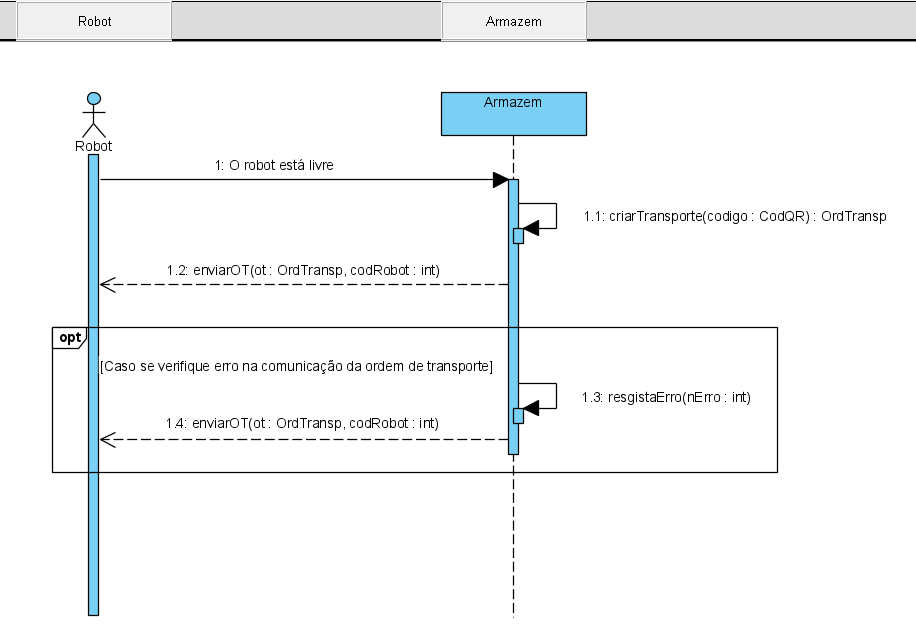 Robot
Armazem
Armazem
Robot
1: O robot está livre
1.1: criarTransporte(codigo : CodQR) : OrdTransp
1.2: enviarOT(ot : OrdTransp, codRobot : int)
opt
[Caso se verifique erro na comunicação da ordem de transporte]
1.3: resgistaErro(nErro : int)
1.4: enviarOT(ot : OrdTransp, codRobot : int)